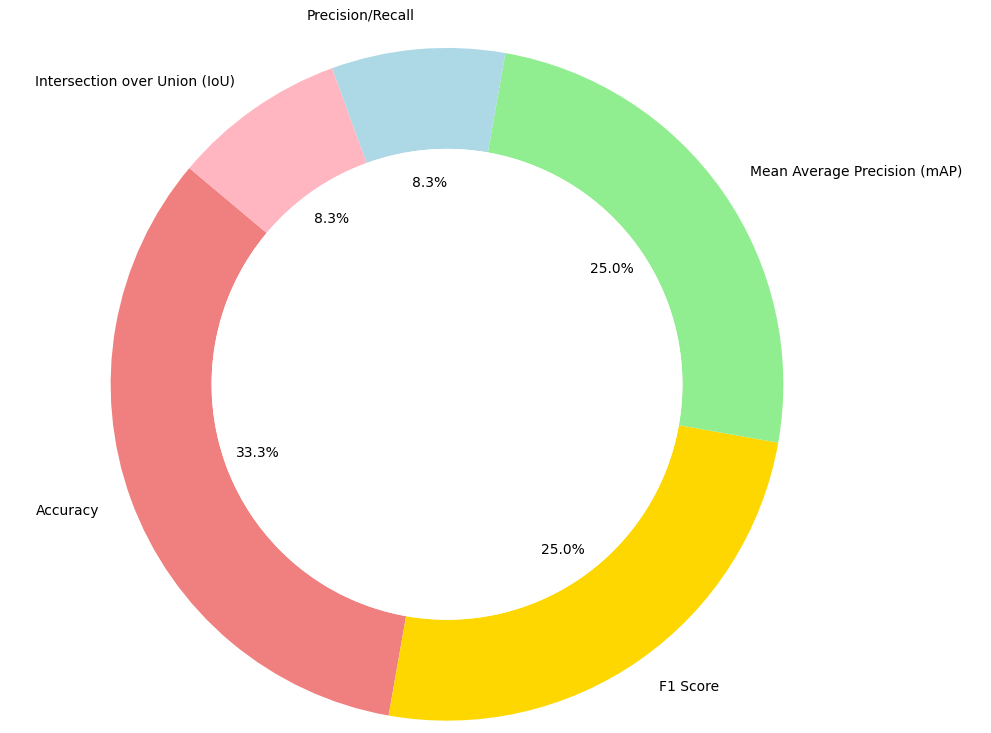 Precision/Recall
Intersection over Union (IoU)
Mean Average Precision (mAP)
8.3%
8.3%
25.0%
33.3%
Accuracy
25.0%
F1 Score